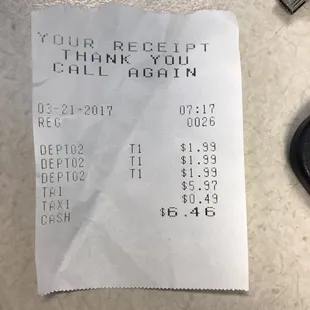 YOUR RECEIPT
THANK YOU
CALL AGAIN
03-21-2017 07:17
REG 0026
DEPT02 T1 $1.99
DEPT02 T1 $1.99
DEPT02 T1 $1.99
TA1 $5.97
TAX1 $0.49
CASH $6.46